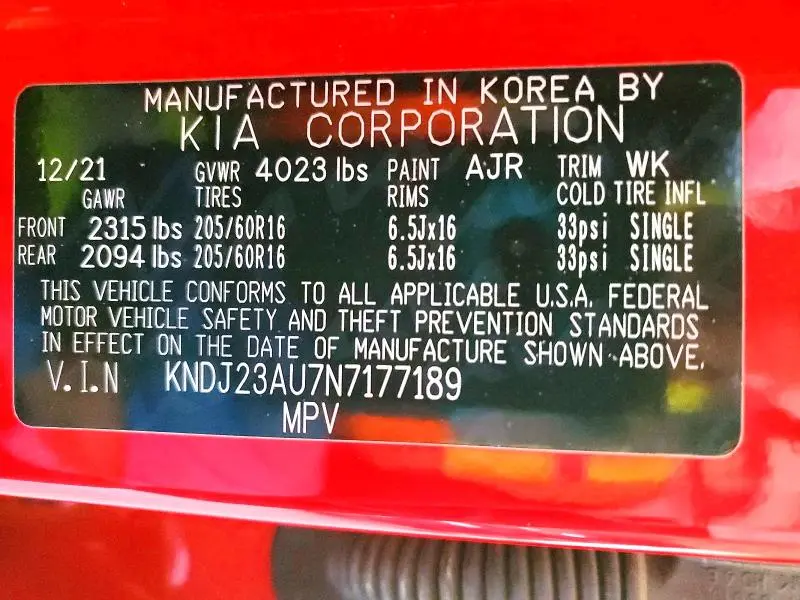 MANUFACTURED IN KOREA BY
KIA CORPORATION
12/21 GVWR 4023 lbs PAINT AJR TRIM WK
GAWR TIRES RIMS COLD TIRE INFL
FRONT 2315 lbs 205/60R16 6.5Jx16 33psi SINGLE
REAR 2094 lbs 205/60R16 6.5Jx16 33psi SINGLE
THIS VEHICLE CONFORMS TO ALL APPLICABLE U.S.A. FEDERAL
MOTOR VEHICLE SAFETY AND THEFT PREVENTION STANDARDS
IN EFFECT ON THE DATE OF MANUFACTURE SHOWN ABOVE.
V.I.N KNDJ23AU7N7177189
MPV